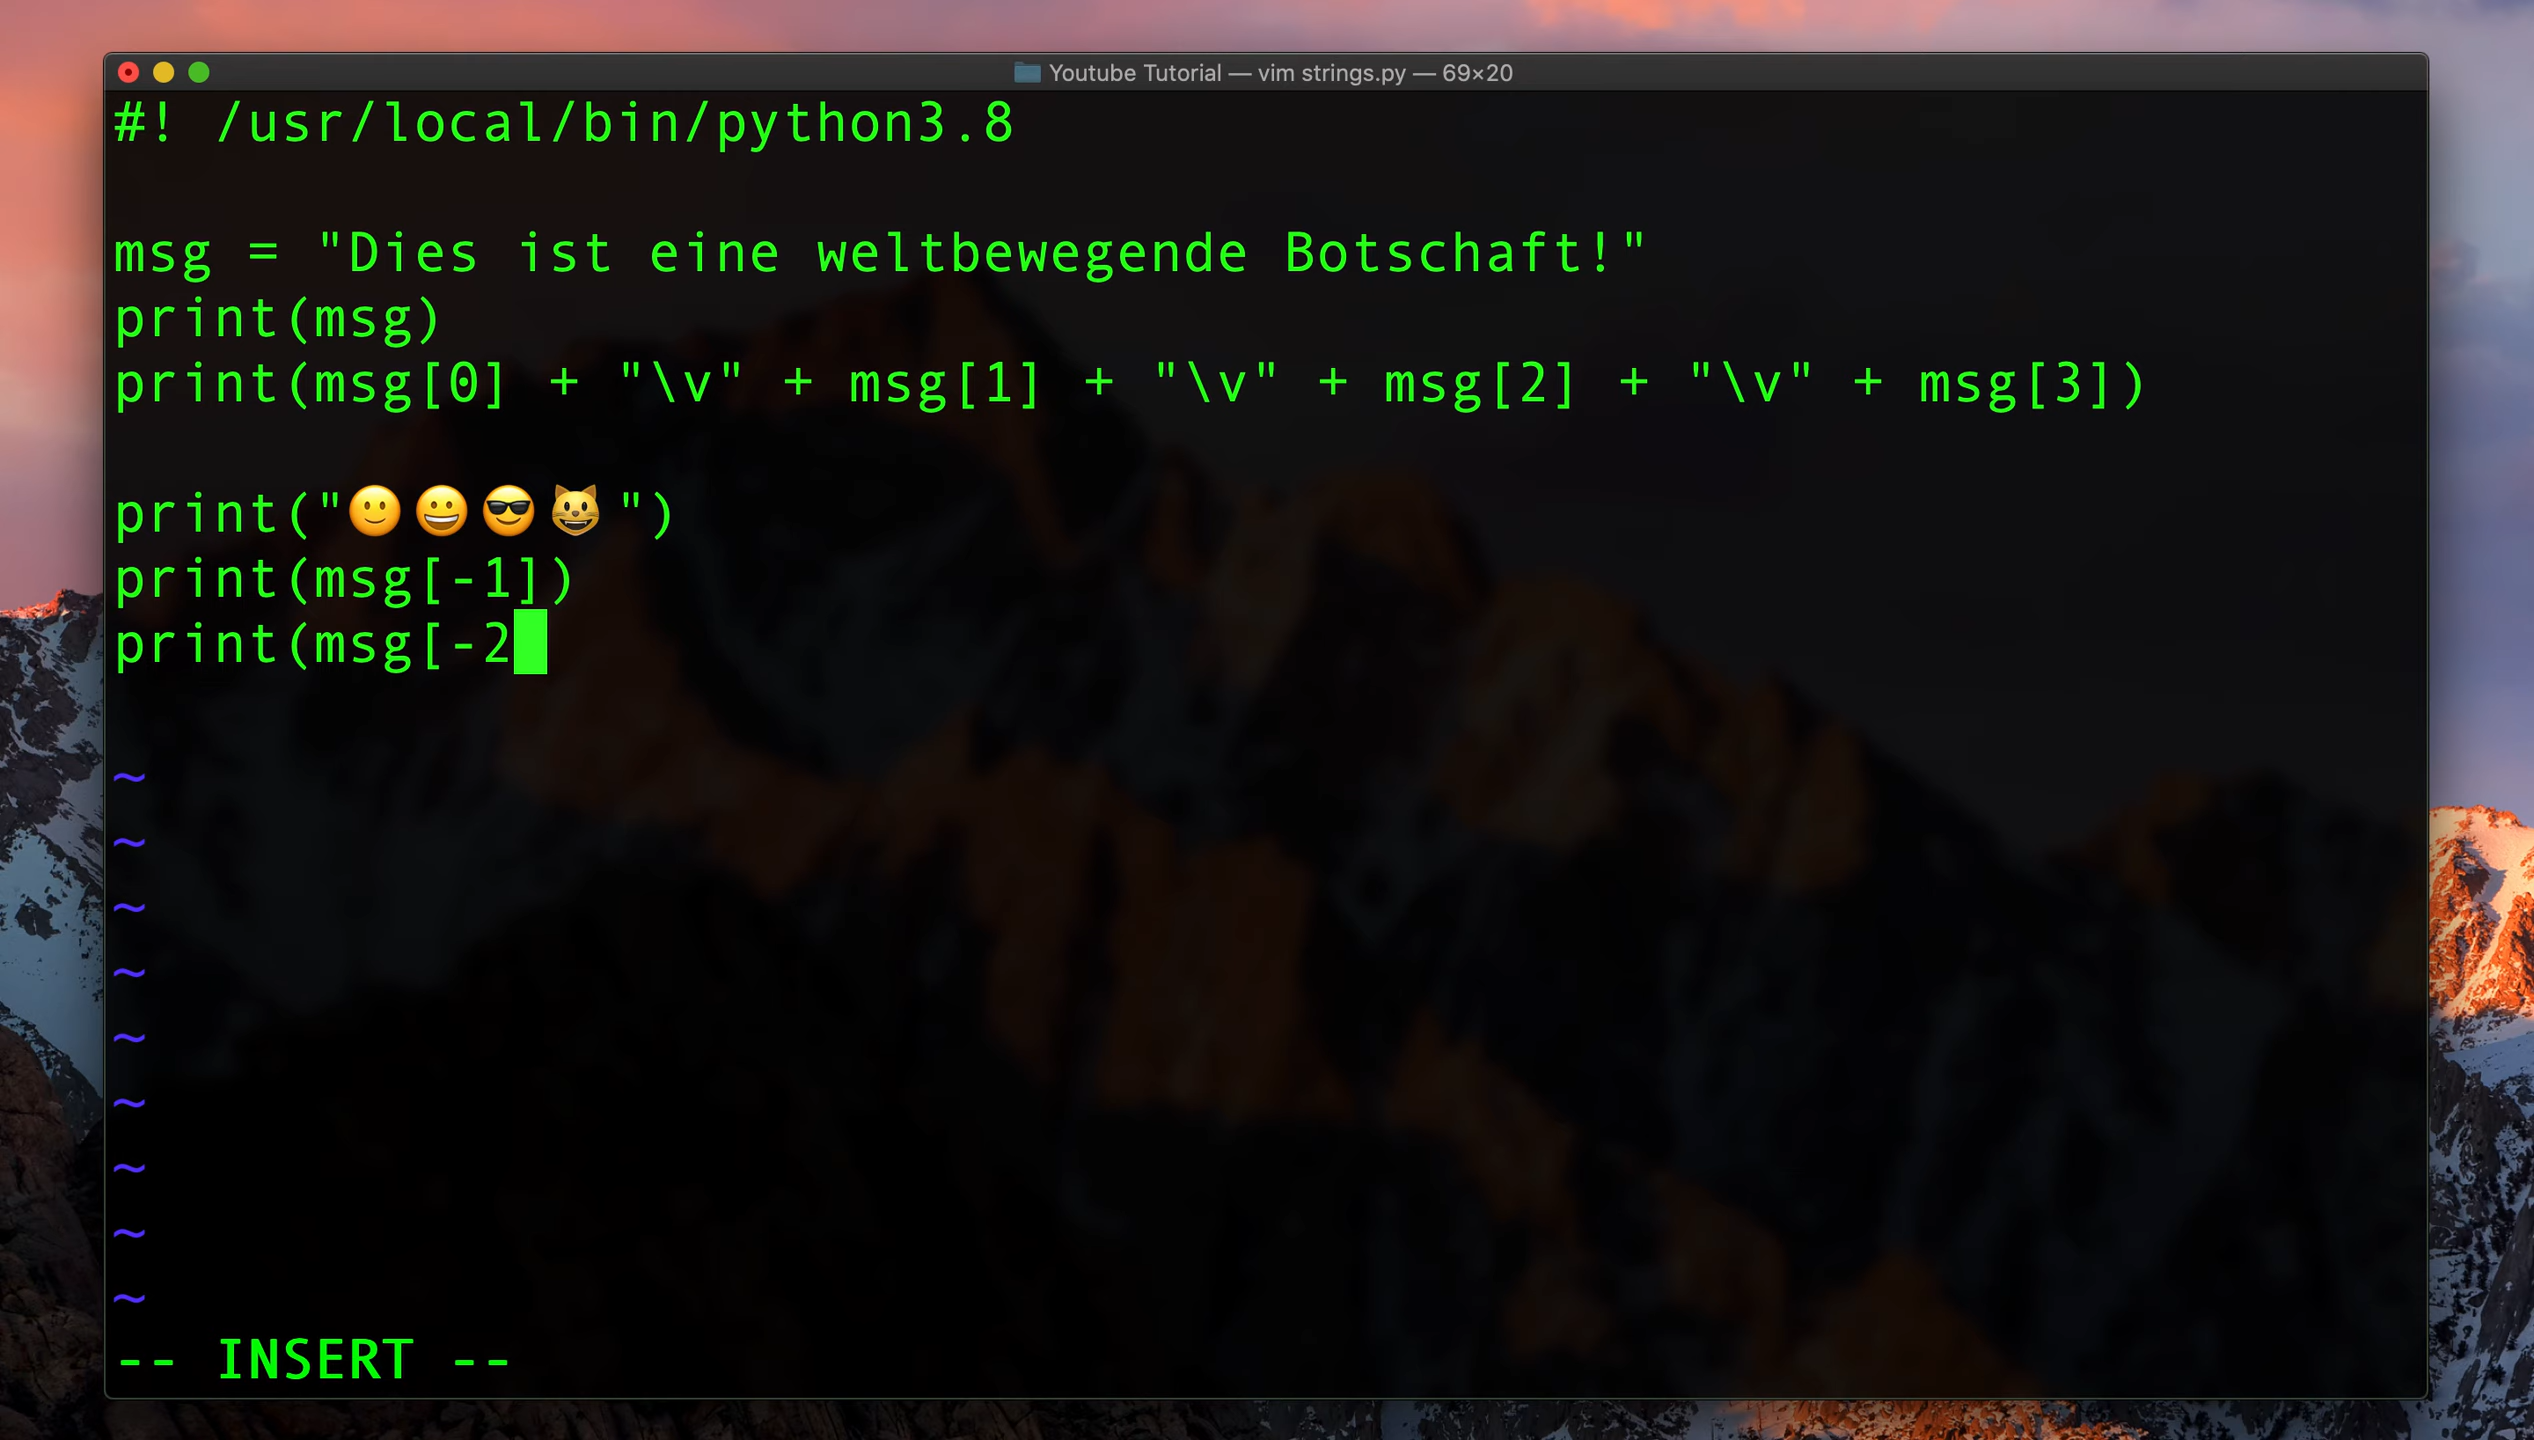 Youtube Tutorial — vim strings.py — 69×20
#! /usr/local/bin/python3.8
msg = "Dies ist eine weltbewegende Botschaft!"
print(msg)
print(msg[0] + "\v" + msg[1] + "\v" + msg[2] + "\v" + msg[3])
print("🙂😀😎😺")
print(msg[-1])
print(msg[-2
~
~
~
~
~
~
~
~
~
-- INSERT --